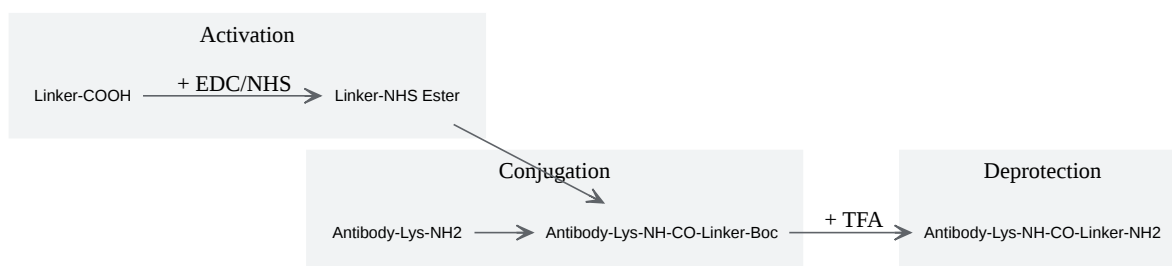 Activation
Linker-COOH
+ EDC/NHS
Linker-NHS Ester
Conjugation
Antibody-Lys-NH2
Antibody-Lys-NH-CO-Linker-Boc
+ TFA
Deprotection
Antibody-Lys-NH-CO-Linker-NH2